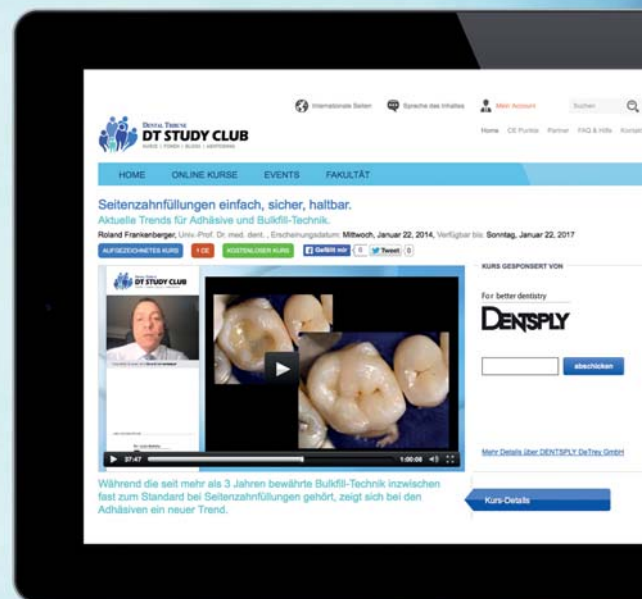 Internationale Seiten
Sprache des Inhaltes
Mein Account
Suchen
DENTAL TRIBUNE
DT STUDY CLUB
KURSE | FOREN | BLOGS | MENTORING
Home CE Punkte Partner FAQ & Hilfe Kontakt
HOME ONLINE KURSE EVENTS FAKULTÄT
Seitenzahnfüllungen einfach, sicher, haltbar.
Aktuelle Trends für Adhäsive und Bulkfill-Technik.
Roland Frankenberger, Univ.-Prof. Dr. med. dent. , Erscheinungsdatum: Mittwoch, Januar 22, 2014, Verfügbar bis: Sonntag, Januar 22, 2017
AUFGEZEICHNETES KURS 1 CE KOSTENLOSER KURS Gefällt mir 0 Tweet 0
DT STUDY CLUB
37:47 1:00:06
KURS GESPONSERT VON
For better dentistry
DENTSPLY
abschicken
Mehr Details über DENTSPLY DeTrey GmbH
Während die seit mehr als 3 Jahren bewährte Bulkfill-Technik inzwischen
fast zum Standard bei Seitenzahnfüllungen gehört, zeigt sich bei den
Adhäsiven ein neuer Trend.
Kurs-Details